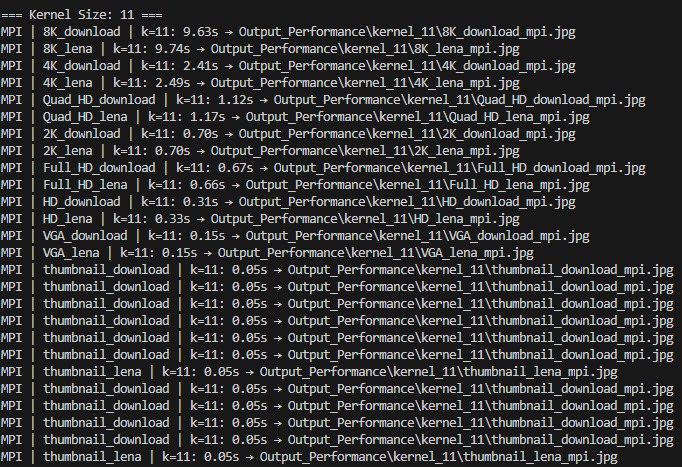 === Kernel Size: 11 ===
MPI | 8K_download | k=11: 9.63s → Output_Performance\kernel_11\8K_download_mpi.jpg
MPI | 8K_lena | k=11: 9.74s → Output_Performance\kernel_11\8K_lena_mpi.jpg
MPI | 4K_download | k=11: 2.41s → Output_Performance\kernel_11\4K_download_mpi.jpg
MPI | 4K_lena | k=11: 2.49s → Output_Performance\kernel_11\4K_lena_mpi.jpg
MPI | Quad_HD_download | k=11: 1.12s → Output_Performance\kernel_11\Quad_HD_download_mpi.jpg
MPI | Quad_HD_lena | k=11: 1.17s → Output_Performance\kernel_11\Quad_HD_lena_mpi.jpg
MPI | 2K_download | k=11: 0.70s → Output_Performance\kernel_11\2K_download_mpi.jpg
MPI | 2K_lena | k=11: 0.70s → Output_Performance\kernel_11\2K_lena_mpi.jpg
MPI | Full_HD_download | k=11: 0.67s → Output_Performance\kernel_11\Full_HD_download_mpi.jpg
MPI | Full_HD_lena | k=11: 0.66s → Output_Performance\kernel_11\Full_HD_lena_mpi.jpg
MPI | HD_download | k=11: 0.31s → Output_Performance\kernel_11\HD_download_mpi.jpg
MPI | HD_lena | k=11: 0.33s → Output_Performance\kernel_11\HD_lena_mpi.jpg
MPI | VGA_download | k=11: 0.15s → Output_Performance\kernel_11\VGA_download_mpi.jpg
MPI | VGA_lena | k=11: 0.15s → Output_Performance\kernel_11\VGA_lena_mpi.jpg
MPI | thumbnail_download | k=11: 0.05s → Output_Performance\kernel_11\thumbnail_download_mpi.jpg
MPI | thumbnail_download | k=11: 0.05s → Output_Performance\kernel_11\thumbnail_download_mpi.jpg
MPI | thumbnail_download | k=11: 0.05s → Output_Performance\kernel_11\thumbnail_download_mpi.jpg
MPI | thumbnail_download | k=11: 0.05s → Output_Performance\kernel_11\thumbnail_download_mpi.jpg
MPI | thumbnail_download | k=11: 0.05s → Output_Performance\kernel_11\thumbnail_download_mpi.jpg
MPI | thumbnail_download | k=11: 0.05s → Output_Performance\kernel_11\thumbnail_download_mpi.jpg
MPI | thumbnail_lena | k=11: 0.05s → Output_Performance\kernel_11\thumbnail_lena_mpi.jpg
MPI | thumbnail_download | k=11: 0.05s → Output_Performance\kernel_11\thumbnail_download_mpi.jpg
MPI | thumbnail_download | k=11: 0.05s → Output_Performance\kernel_11\thumbnail_download_mpi.jpg
MPI | thumbnail_download | k=11: 0.05s → Output_Performance\kernel_11\thumbnail_download_mpi.jpg
MPI | thumbnail_download | k=11: 0.05s → Output_Performance\kernel_11\thumbnail_download_mpi.jpg
MPI | thumbnail_lena | k=11: 0.05s → Output_Performance\kernel_11\thumbnail_lena_mpi.jpg